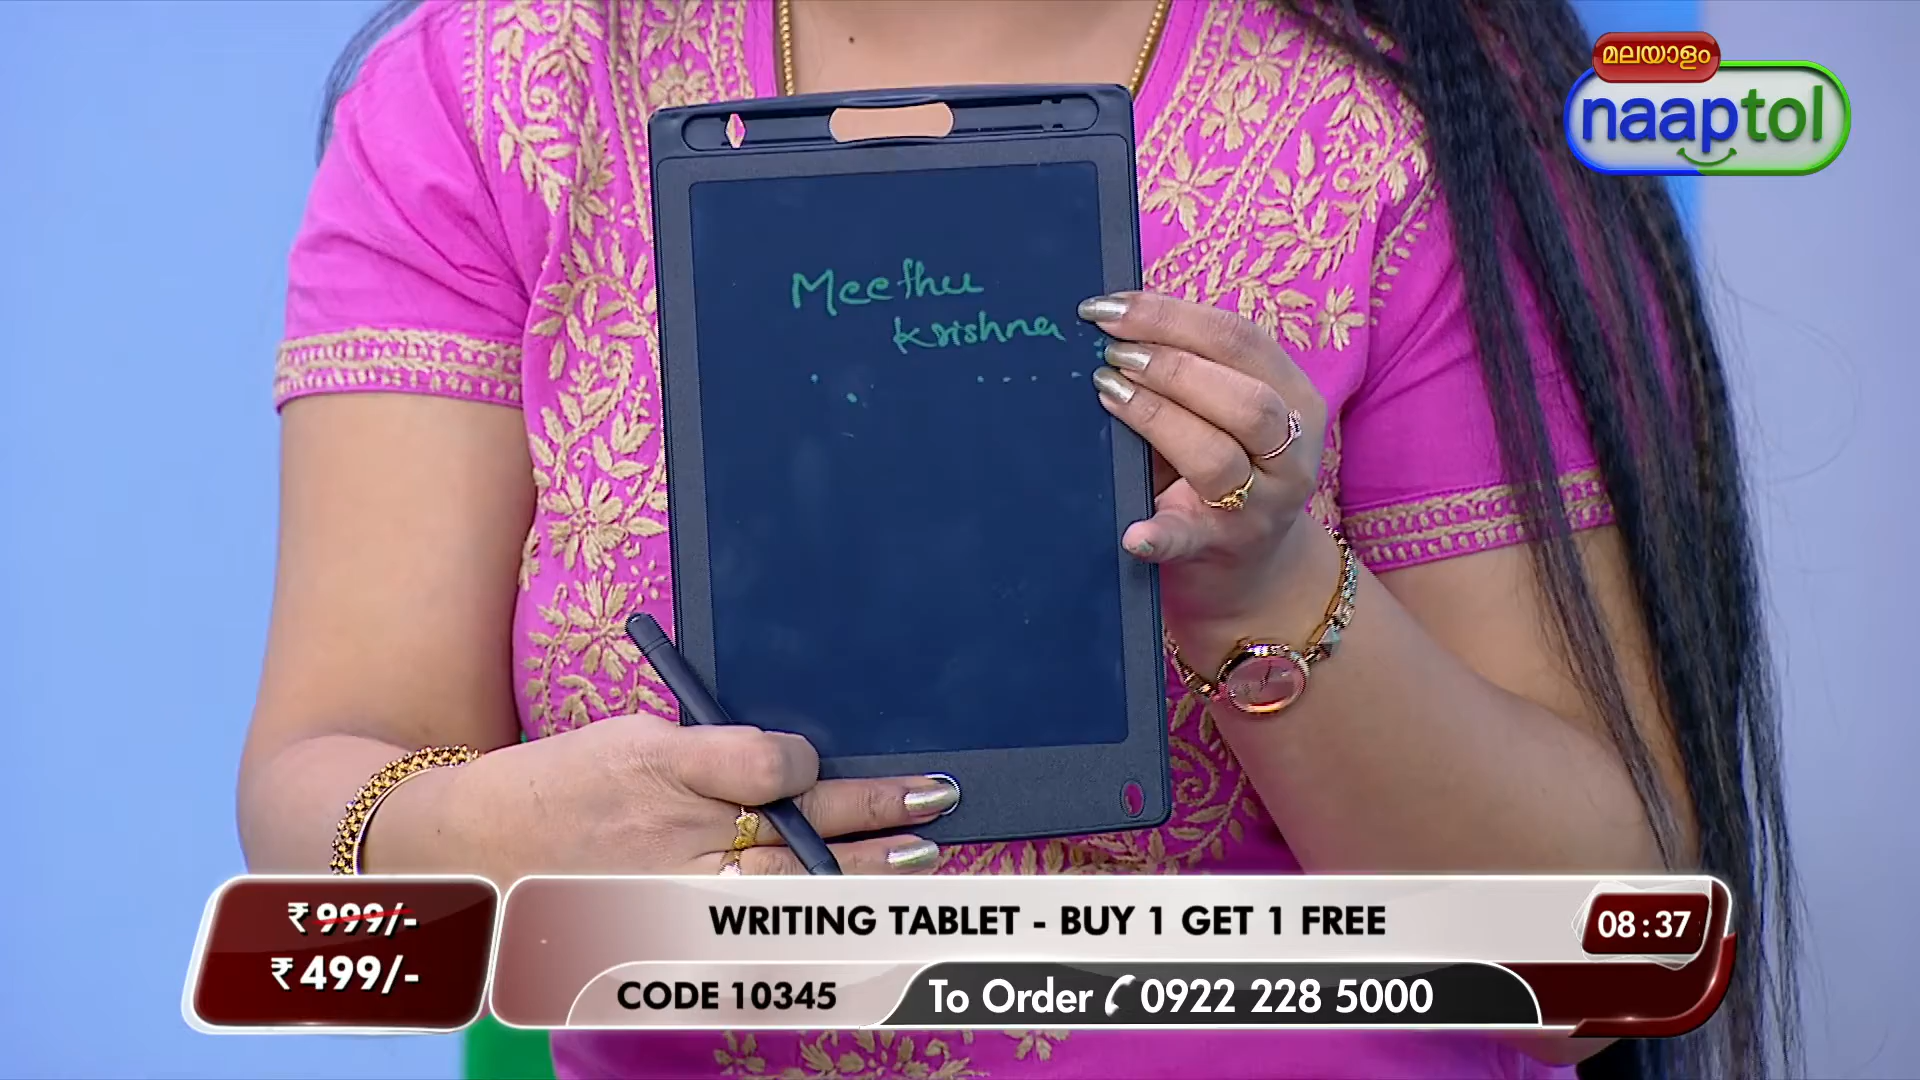 മലയാളം
naaptol
Meethu
Krishna
₹999/-
₹499/-
WRITING TABLET - BUY 1 GET 1 FREE
08:37
CODE 10345
To Order 0922 228 5000